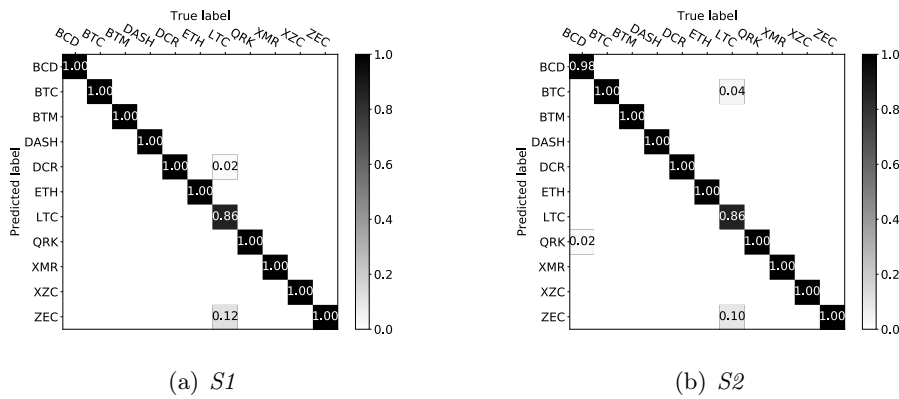 True label
BCD BTC BTM DASH DCR ETH LTC QRK XMR XZC ZEC
BCD 1.00 1.0
BTC 1.00
BTM 1.00 0.8
DASH 1.00
DCR 1.00 0.02 0.6
ETH 1.00
LTC 0.86 0.4
QRK 1.00
XMR 1.00 0.2
XZC 1.00
ZEC 0.12 1.00 0.0
Predicted label
(a) S1
True label
BCD BTC BTM DASH DCR ETH LTC QRK XMR XZC ZEC
BCD 0.98 1.0
BTC 1.00 0.04
BTM 1.00 0.8
DASH 1.00
DCR 1.00 0.6
ETH 1.00
LTC 0.86 0.4
QRK 0.02 1.00
XMR 1.00 0.2
XZC 1.00
ZEC 0.10 1.00 0.0
Predicted label
(b) S2